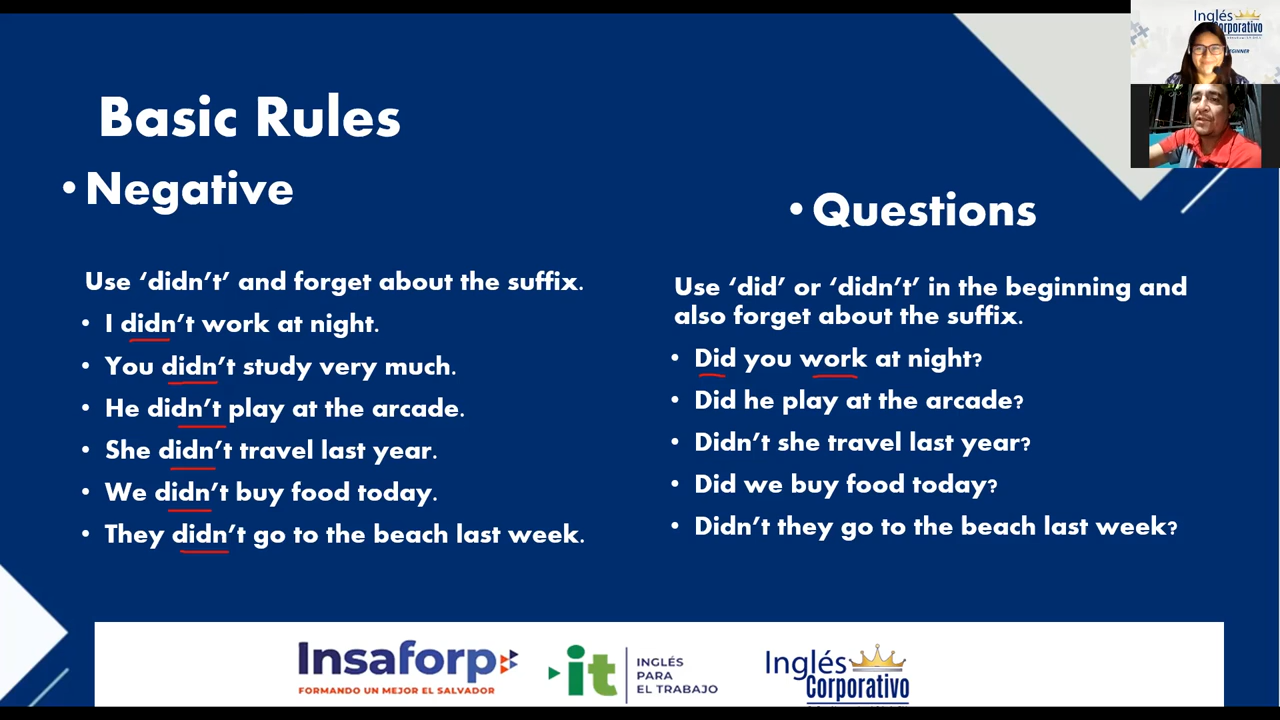 Basic Rules
• Negative
Use ‘didn’t’ and forget about the suffix.
• I didn’t work at night.
• You didn’t study very much.
• He didn’t play at the arcade.
• She didn’t travel last year.
• We didn’t buy food today.
• They didn’t go to the beach last week.
• Questions
Use ‘did’ or ‘didn’t’ in the beginning and
also forget about the suffix.
• Did you work at night?
• Did he play at the arcade?
• Didn’t she travel last year?
• Did we buy food today?
• Didn’t they go to the beach last week?
Inglés
Corporativo
Insaforp
FORMANDO UN MEJOR EL SALVADOR
it
INGLÉS
PARA
EL TRABAJO
Inglés
Corporativo